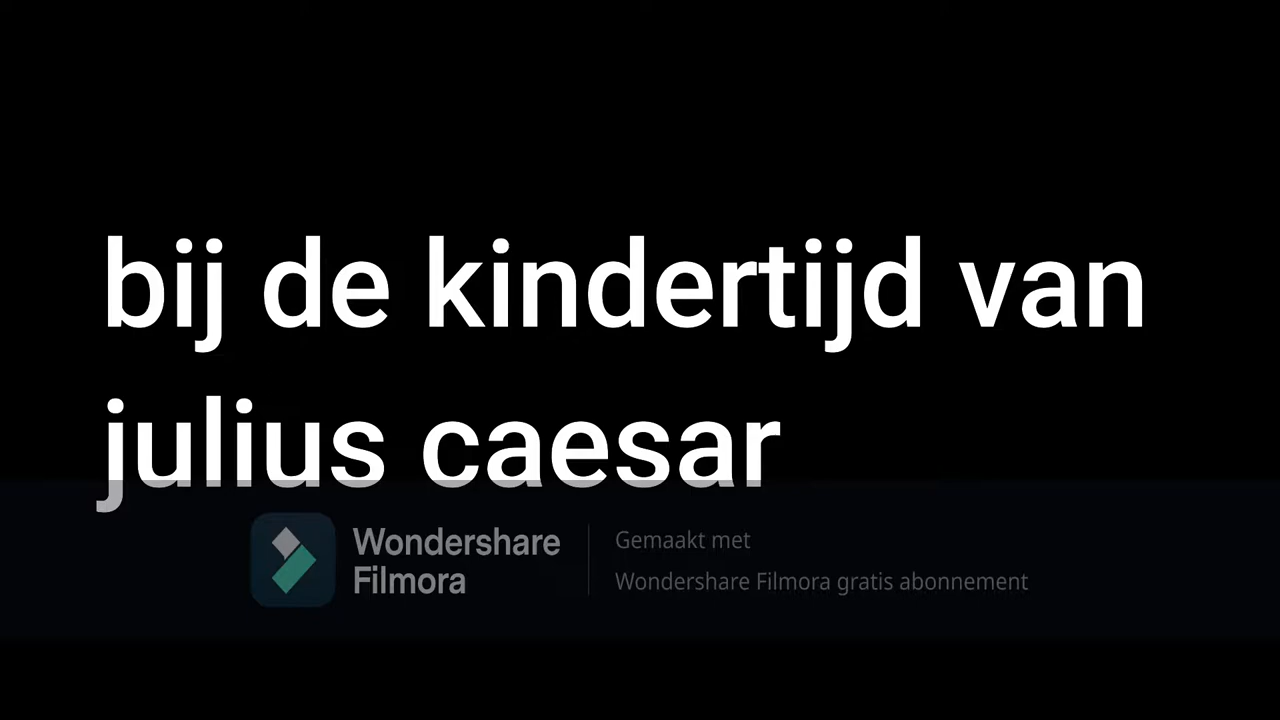 bij de kindertijd van
julius caesar
Wondershare
Filmora
Gemaakt met
Wondershare Filmora gratis abonnement